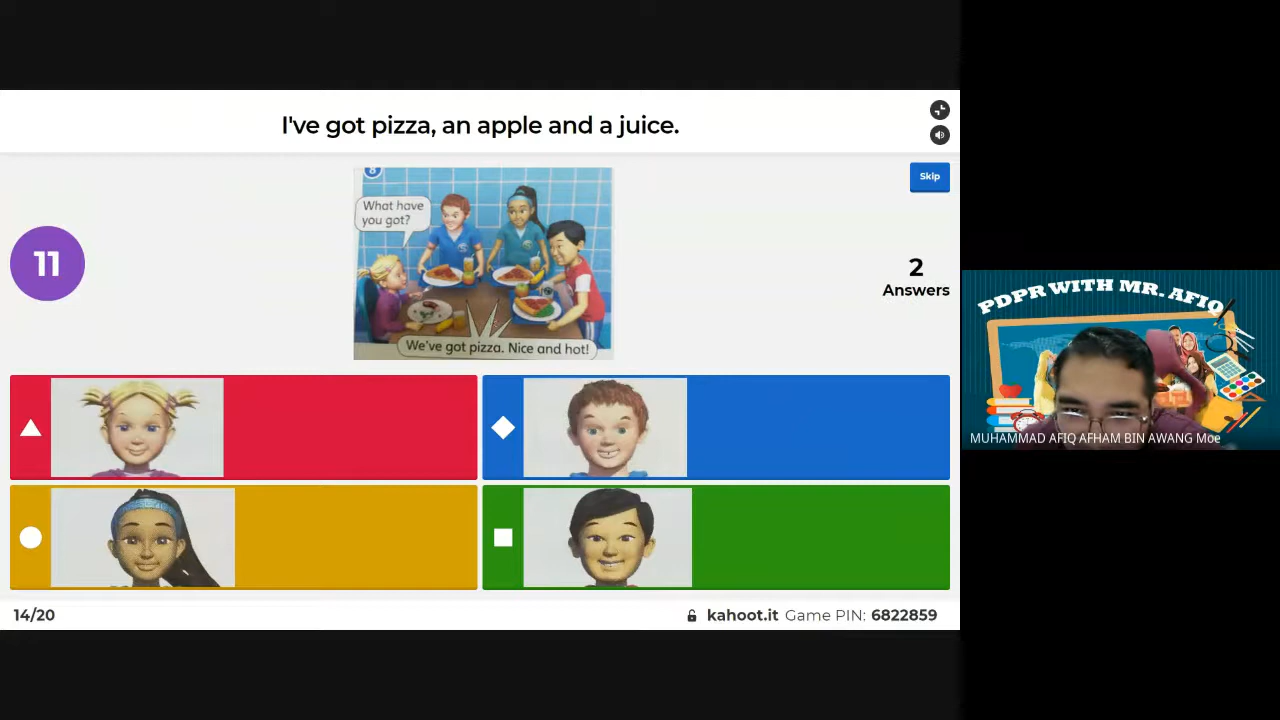 I've got pizza, an apple and a juice.
Skip
8
What have
you got?
11
2
Answers
We've got pizza. Nice and hot!
14/20
kahoot.it Game PIN: 6822859
PDPR WITH MR. AFIQ
MUHAMMAD AFIQ AFHAM BIN AWANG Moe